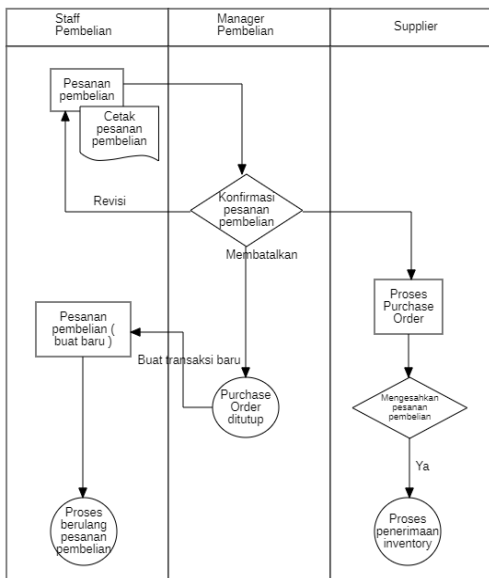 Staff
Pembelian
Manager
Pembelian
Supplier
Pesanan
pembelian
Cetak
pesanan
pembelian
Revisi
Konfirmasi
pesanan
pembelian
Membatalkan
Proses
Purchase
Order
Pesanan
pembelian (
buat baru )
Buat transaksi baru
Purchase
Order
ditutup
Mengesahkan
pesanan
pembelian
Ya
Proses
berulang
pesanan
pembelian
Proses
penerimaan
inventory